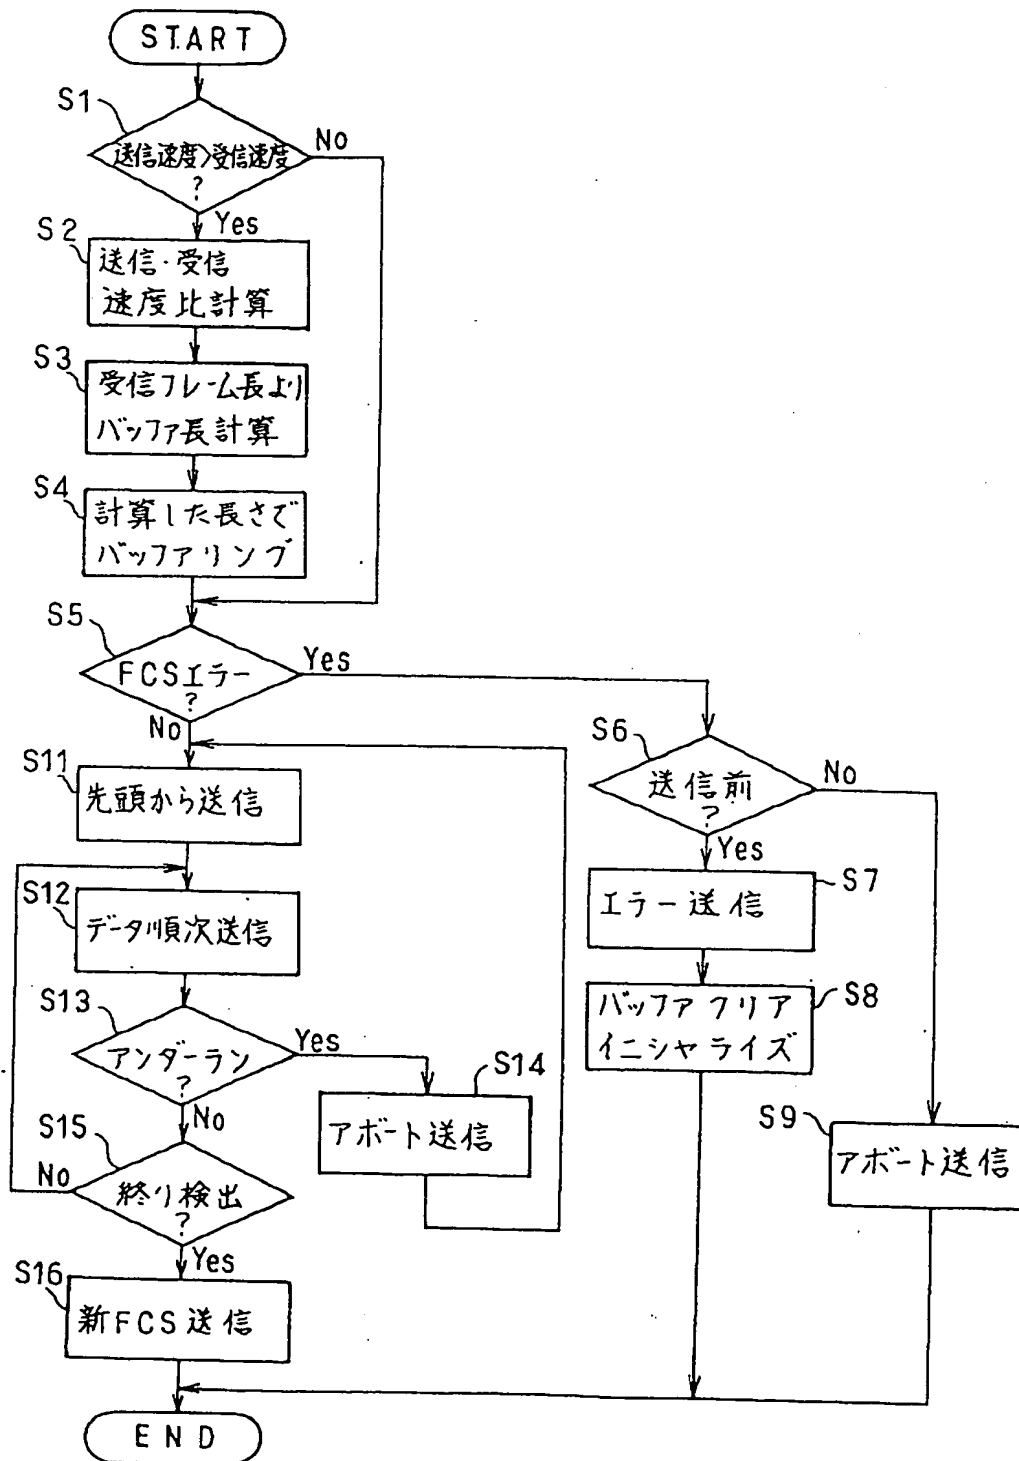 START
S1
送信速度>受信速度
?
No
Yes
S2
送信·受信
速度比計算
S3
受信フレーム長より
バッファ長計算
S4
計算した長さで
バッファリング
S5
FCSエラー
?
Yes
No
S6
送信前
?
No
Yes
S11
先頭から送信
S7
エラー送信
S12
データ順次送信
S8
バッファクリア
イニシャライズ
S13
アンダーラン
?
Yes
No
S14
アボート送信
S9
アボート送信
S15
終り検出
?
No
Yes
S16
新FCS送信
END